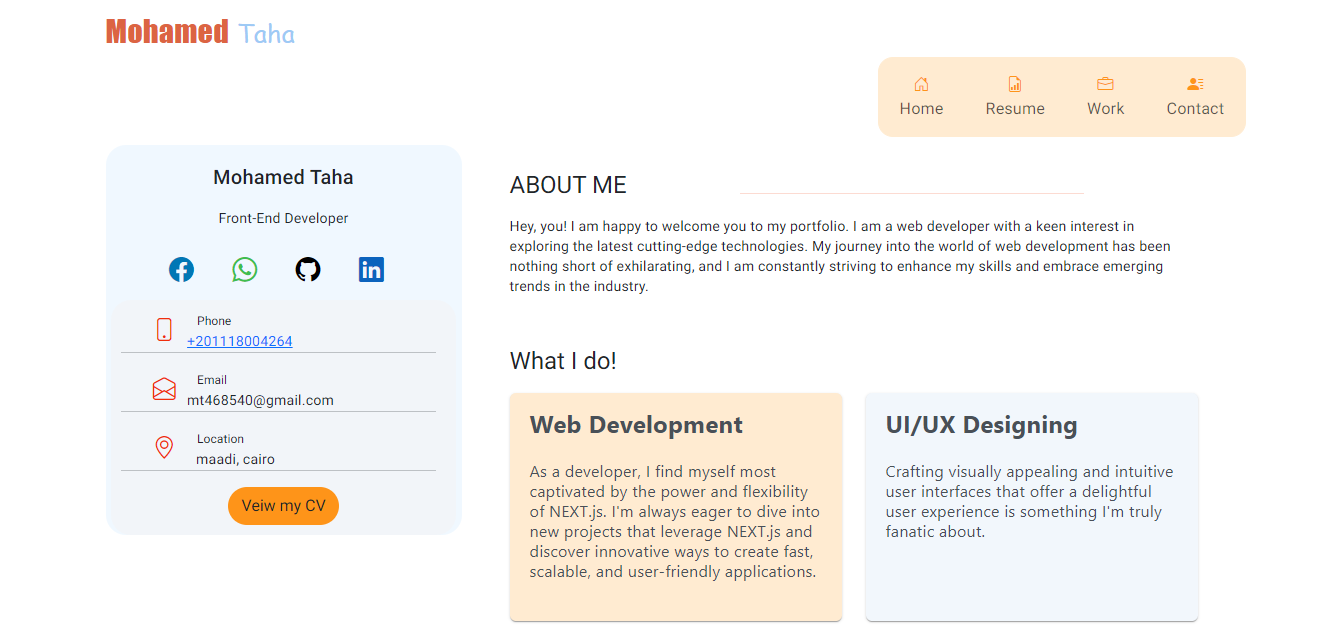 Mohamed Taha
Home Resume Work Contact
Mohamed Taha
Front-End Developer
Phone
+201118004264
Email
mt468540@gmail.com
Location
maadi, cairo
Veiw my CV
ABOUT ME
Hey, you! I am happy to welcome you to my portfolio. I am a web developer with a keen interest in
exploring the latest cutting-edge technologies. My journey into the world of web development has been
nothing short of exhilarating, and I am constantly striving to enhance my skills and embrace emerging
trends in the industry.
What I do!
Web Development
As a developer, I find myself most
captivated by the power and flexibility
of NEXT.js. I'm always eager to dive into
new projects that leverage NEXT.js and
discover innovative ways to create fast,
scalable, and user-friendly applications.
UI/UX Designing
Crafting visually appealing and intuitive
user interfaces that offer a delightful
user experience is something I'm truly
fanatic about.